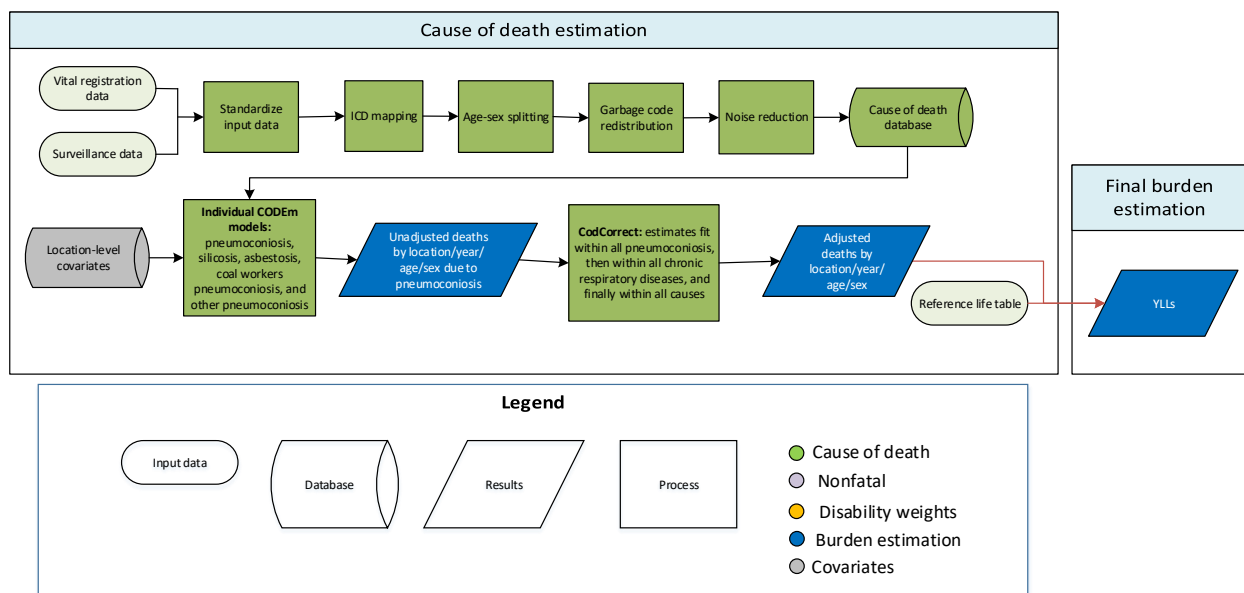 Cause of death estimation
Vital registration
data
Surveillance data
Standardize
input data
ICD mapping
Age-sex splitting
Garbage code
redistribution
Noise reduction
Cause of death
database
Location-level
covariates
Individual CODEm
models:
pneumoconiosis,
silicosis, asbestosis,
coal workers
pneumoconiosis, and
other pneumoconiosis
Unadjusted deaths
by location/year/
age/sex due to
pneumoconiosis
CodCorrect: estimates fit
within all pneumoconiosis,
then within all chronic
respiratory diseases, and
finally within all causes
Adjusted
deaths by
location/year/
age/sex
Reference life table
Final burden
estimation
YLLs
Legend
Input data
Database
Results
Process
Cause of death
Nonfatal
Disability weights
Burden estimation
Covariates